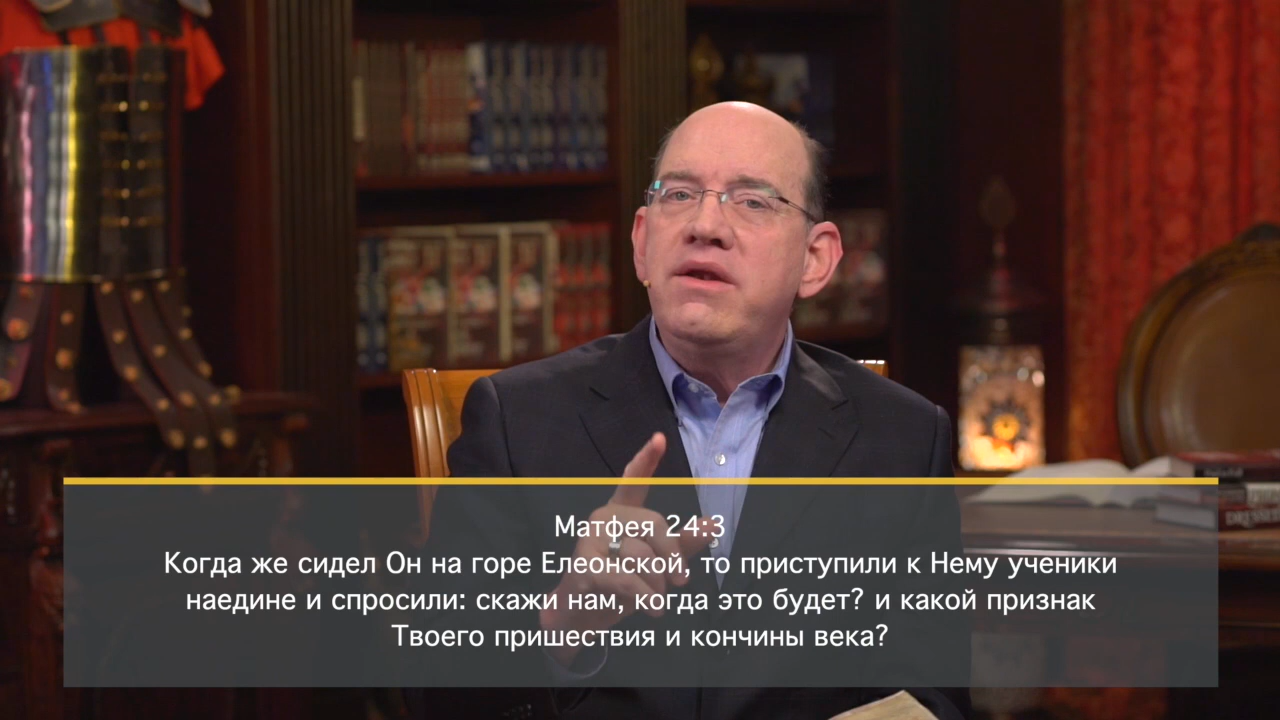 Матфея 24:3
Когда же сидел Он на горе Елеонской, то приступили к Нему ученики
наедине и спросили: скажи нам, когда это будет? и какой признак
Твоего пришествия и кончины века?